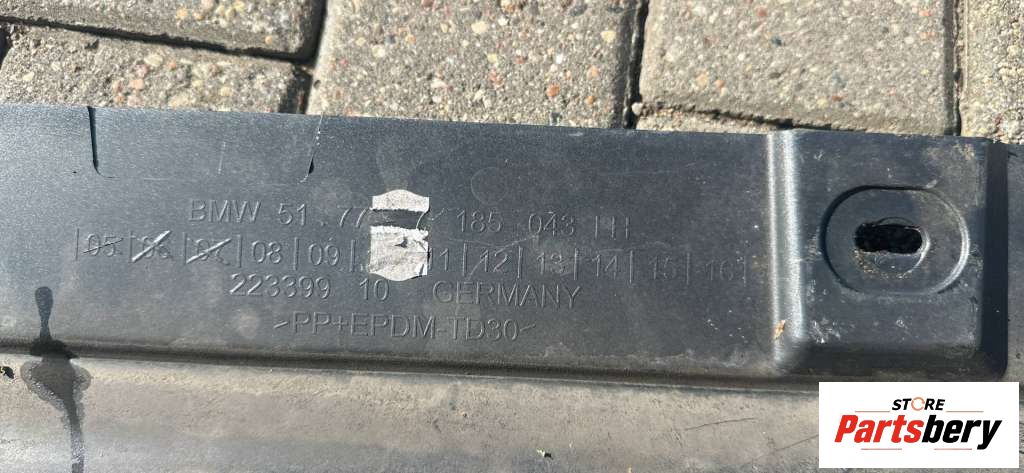 BMW 51.77 7 185 043
|05|06|07|08|09| 11|12|13|14|15|16|
223399 10 GERMANY
>PP+EPDM-TD30<
STORE
Partsbery